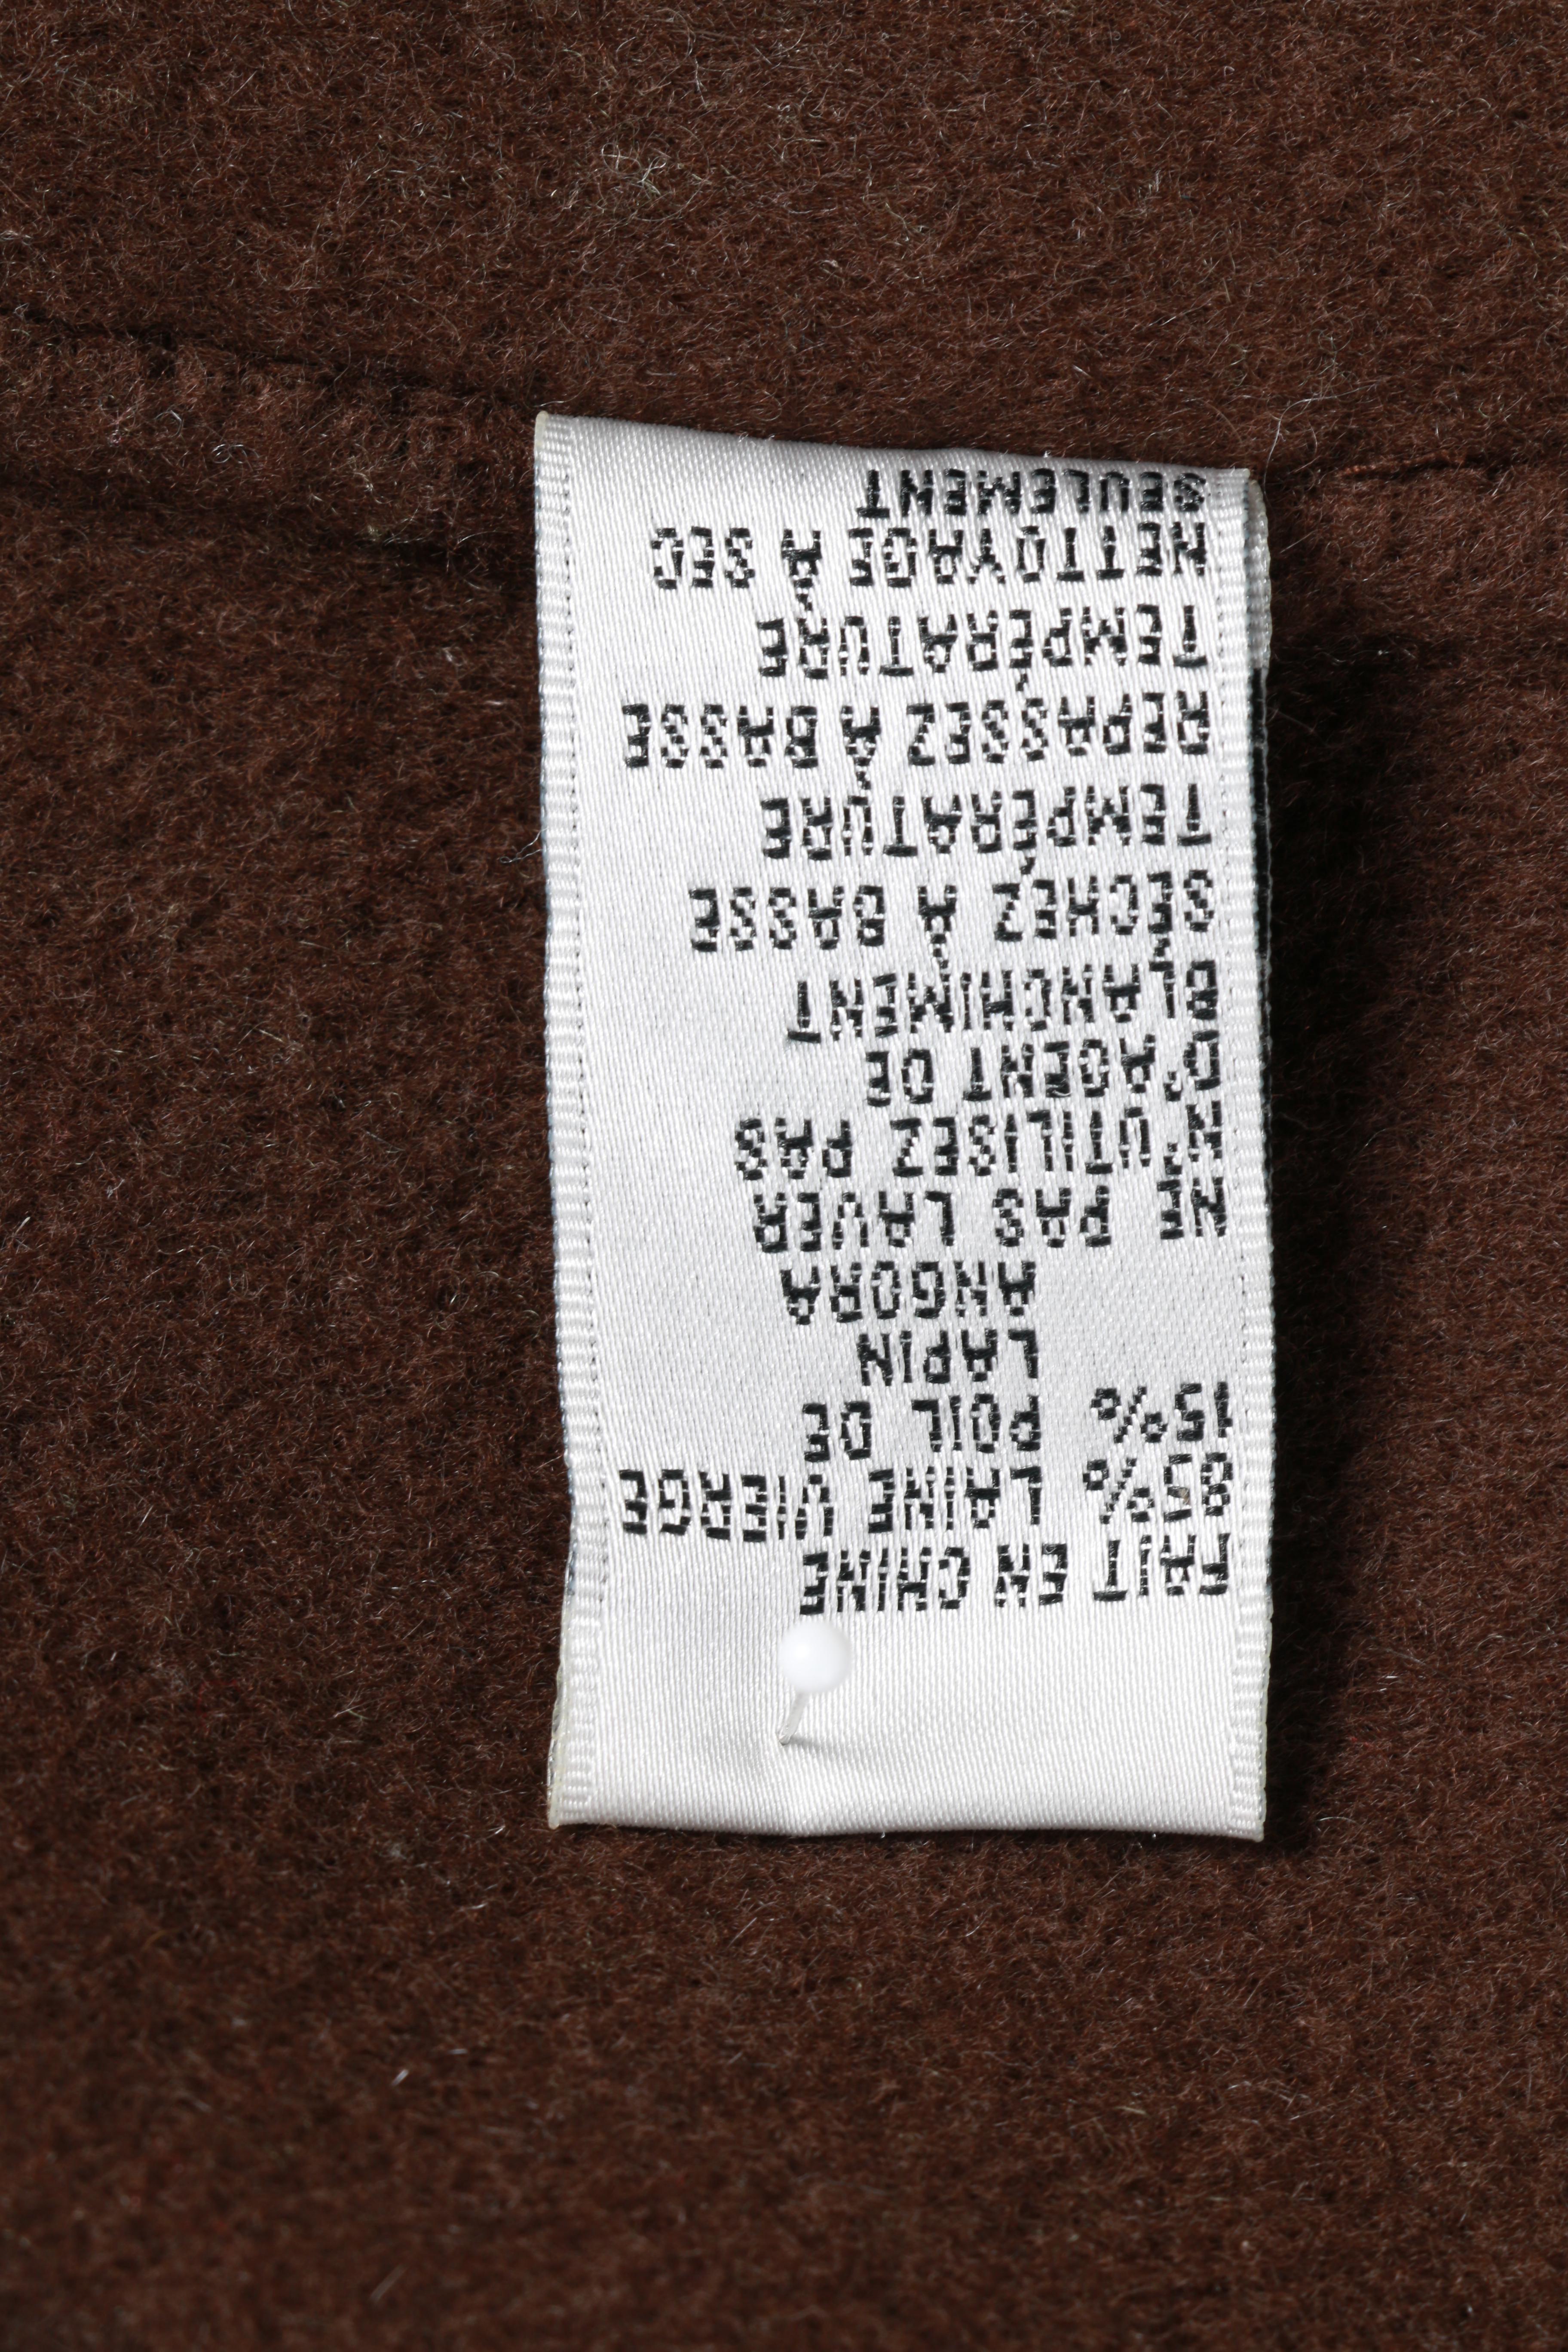 FAIT EN CHINE
85% LAINE VIERGE
15% POIL DE
LAPIN
ANGORA
NE PAS LAVER
N'UTILISEZ PAS
D'AGENT DE
BLANCHIMENT
SÉCHEZ À BASSE
TEMPÉRATURE
REPASSEZ À BASSE
TEMPÉRATURE
NETTOYAGE À SEC
SEULEMENT